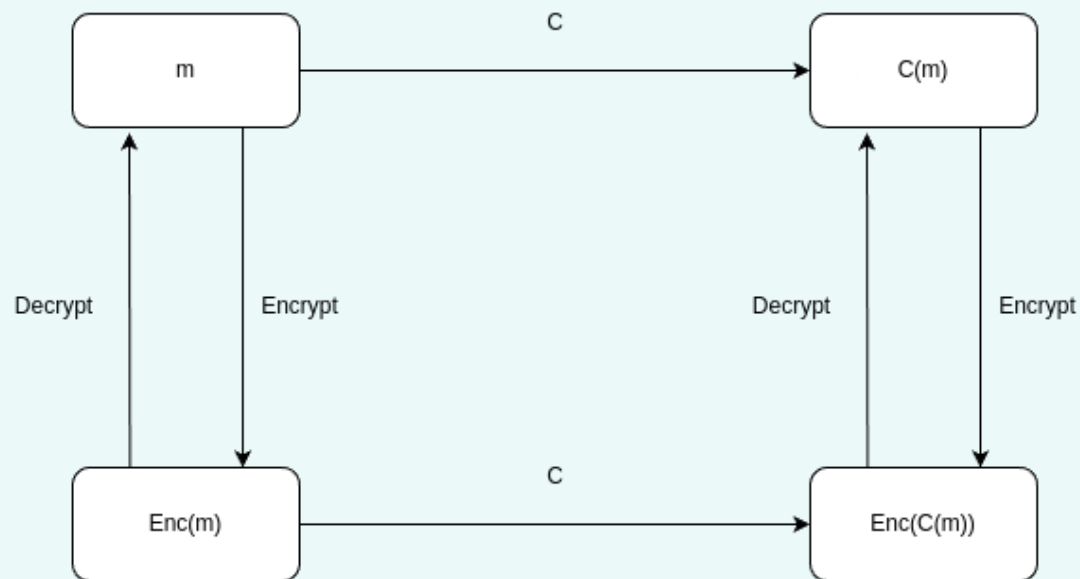 C
m
C(m)
Decrypt
Encrypt
Decrypt
Encrypt
C
Enc(m)
Enc(C(m))